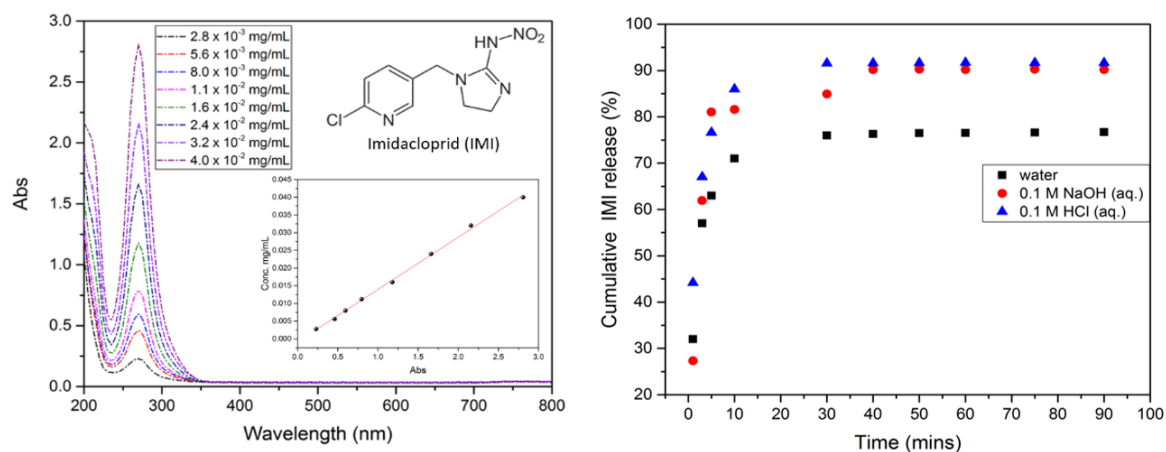 3.0
2.5
2.0
1.5
1.0
0.5
0.0
Abs
200 300 400 500 600 700 800
Wavelength (nm)
2.8 x 10⁻³ mg/mL
5.6 x 10⁻³ mg/mL
8.0 x 10⁻³ mg/mL
1.1 x 10⁻² mg/mL
1.6 x 10⁻² mg/mL
2.4 x 10⁻² mg/mL
3.2 x 10⁻² mg/mL
4.0 x 10⁻² mg/mL
HN NO₂
N N
Cl N
Imidacloprid (IMI)
0.045
0.040
0.035
0.030
0.025
0.020
0.015
0.010
0.005
0.000
Conc. mg/mL
0.0 0.5 1.0 1.5 2.0 2.5 3.0
Abs
100
90
80
70
60
50
40
30
20
Cumulative IMI release (%)
water
0.1 M NaOH (aq.)
0.1 M HCl (aq.)
0 10 20 30 40 50 60 70 80 90 100
Time (mins)